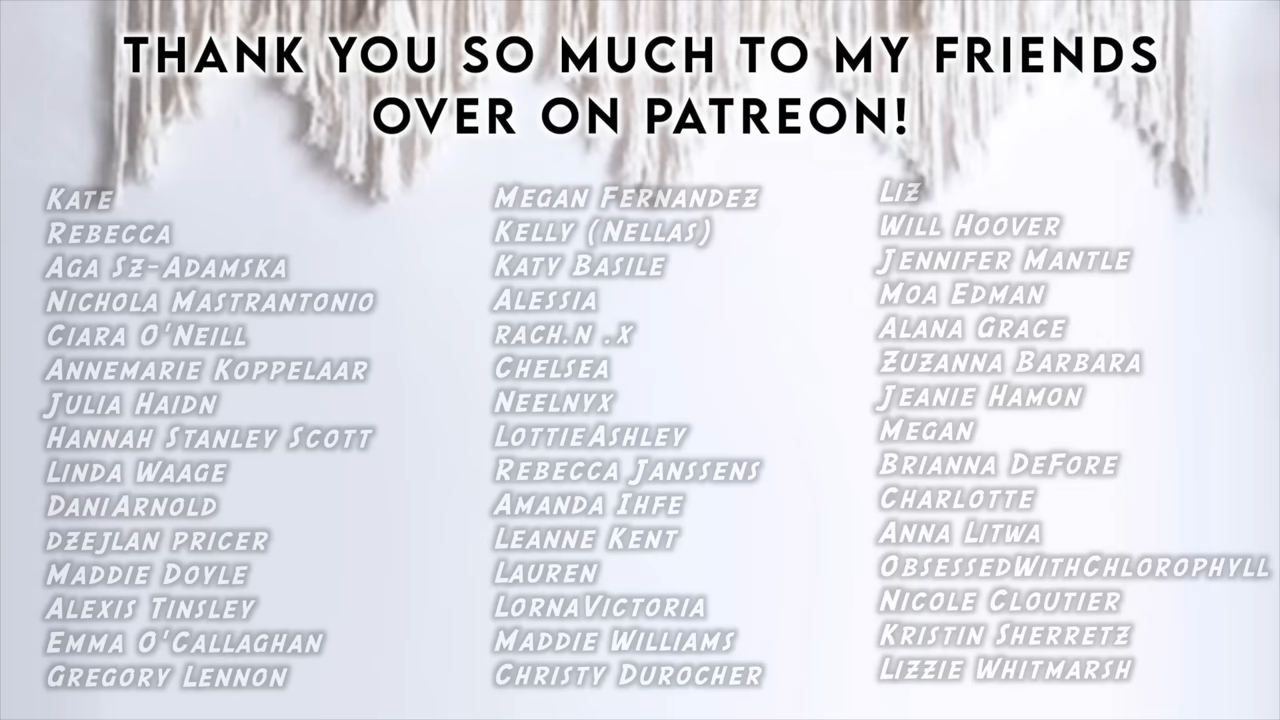 THANK YOU SO MUCH TO MY FRIENDS
OVER ON PATREON!
KATE
REBECCA
AGA SZ-ADAMSKA
NICHOLA MASTRANTONIO
CIARA O'NEILL
ANNEMARIE KOPPELAAR
JULIA HAIDN
HANNAH STANLEY SCOTT
LINDA WAAGE
DANIARNOLD
DZEJLAN PRICER
MADDIE DOYLE
ALEXIS TINSLEY
EMMA O'CALLAGHAN
GREGORY LENNON
MEGAN FERNANDEZ
KELLY (NELLAS)
KATY BASILE
ALESSIA
RACH.N .X
CHELSEA
NEELNYX
LOTTIEASHLEY
REBECCA JANSSENS
AMANDA IHFE
LEANNE KENT
LAUREN
LORNAVICTORIA
MADDIE WILLIAMS
CHRISTY DUROCHER
LIZ
WILL HOOVER
JENNIFER MANTLE
MOA EDMAN
ALANA GRACE
ZUZANNA BARBARA
JEANIE HAMON
MEGAN
BRIANNA DEFORE
CHARLOTTE
ANNA LITWA
OBSESSEDWITHCHLOROPHYLL
NICOLE CLOUTIER
KRISTIN SHERRETZ
LIZZIE WHITMARSH